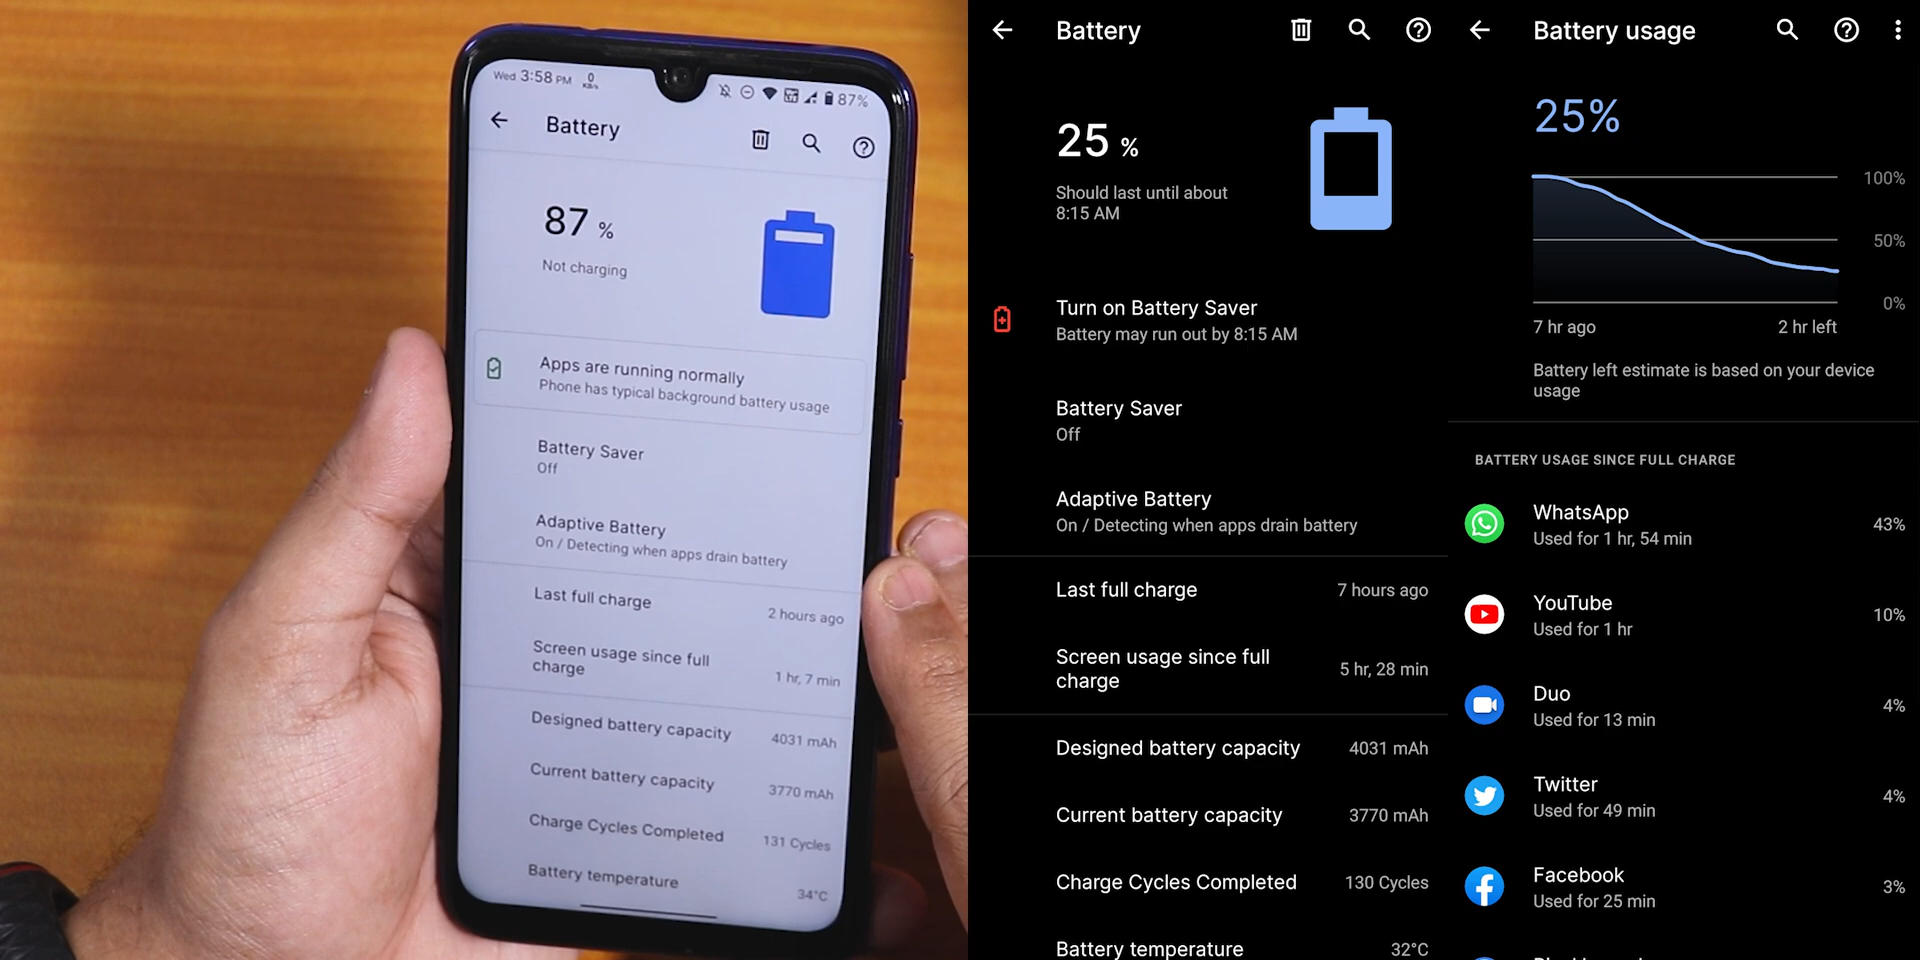 Wed 3:58 PM 0 KB/s 87%
Battery
87 %
Not charging
Apps are running normally
Phone has typical background battery usage
Battery Saver
Off
Adaptive Battery
On / Detecting when apps drain battery
Last full charge 2 hours ago
Screen usage since full
charge 1 hr, 7 min
Designed battery capacity 4031 mAh
Current battery capacity 3770 mAh
Charge Cycles Completed 131 Cycles
Battery temperature 34°C
Battery
25 %
Should last until about
8:15 AM
Turn on Battery Saver
Battery may run out by 8:15 AM
Battery Saver
Off
Adaptive Battery
On / Detecting when apps drain battery
Last full charge 7 hours ago
Screen usage since full
charge 5 hr, 28 min
Designed battery capacity 4031 mAh
Current battery capacity 3770 mAh
Charge Cycles Completed 130 Cycles
Battery temperature 32°C
Battery usage
25%
100%
50%
0%
7 hr ago 2 hr left
Battery left estimate is based on your device
usage
BATTERY USAGE SINCE FULL CHARGE
WhatsApp 43%
Used for 1 hr, 54 min
YouTube 10%
Used for 1 hr
Duo 4%
Used for 13 min
Twitter 4%
Used for 49 min
Facebook 3%
Used for 25 min